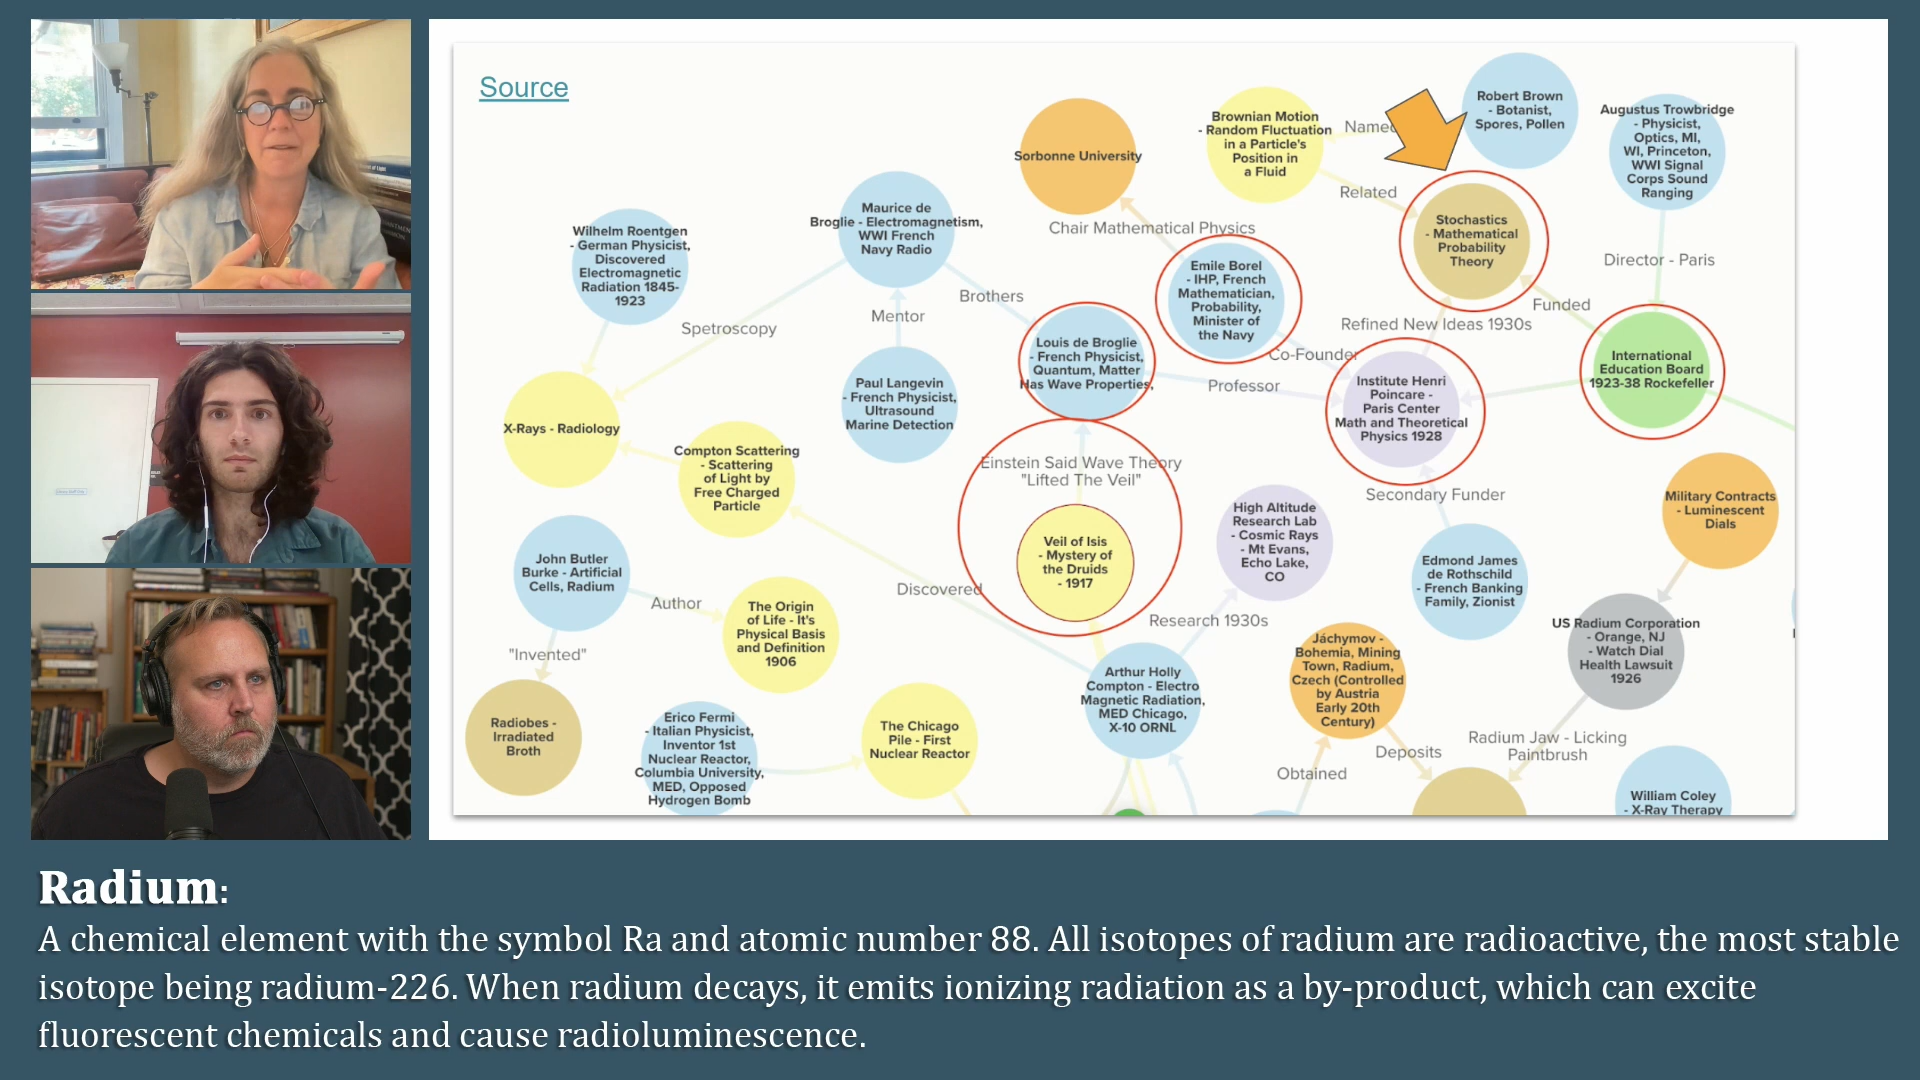 Source
Sorbonne University
Brownian Motion
- Random Fluctuation
in a Particle's
Position in
a Fluid
Named
Robert Brown
- Botanist,
Spores, Pollen
Augustus Trowbridge
- Physicist,
Optics, MI,
WI, Princeton,
WWI Signal
Corps Sound
Ranging
Related
Stochastics
- Mathematical
Probability
Theory
Chair Mathematical Physics
Maurice de
Broglie - Electromagnetism,
WWI French
Navy Radio
Wilhelm Roentgen
- German Physicist,
Discovered
Electromagnetic
Radiation 1845-
1923
Emile Borel
- IHP, French
Mathematician,
Probability,
Minister of
the Navy
Director - Paris
Brothers
Funded
Spetroscopy
Mentor
Refined New Ideas 1930s
Louis de Broglie
- French Physicist,
Quantum, Matter
Has Wave Properties,
Co-Founder
International
Education Board
1923-38 Rockefeller
Professor
Institute Henri
Poincare -
Paris Center
Math and Theoretical
Physics 1928
Paul Langevin
- French Physicist,
Ultrasound
Marine Detection
X-Rays - Radiology
Compton Scattering
- Scattering
of Light by
Free Charged
Particle
Einstein Said Wave Theory
"Lifted The Veil"
Secondary Funder
Military Contracts
- Luminescent
Dials
High Altitude
Research Lab
- Cosmic Rays
- Mt Evans,
Echo Lake,
CO
Veil of Isis
- Mystery of
the Druids
- 1917
John Butler
Burke - Artificial
Cells, Radium
Edmond James
de Rothschild
- French Banking
Family, Zionist
Discovered
Author
The Origin
of Life - It's
Physical Basis
and Definition
1906
Research 1930s
US Radium Corporation
- Orange, NJ
- Watch Dial
Health Lawsuit
1926
"Invented"
Jáchymov -
Bohemia, Mining
Town, Radium,
Czech (Controlled
by Austria
Early 20th
Century)
Arthur Holly
Compton - Electro
Magnetic Radiation,
MED Chicago,
X-10 ORNL
Radiobes -
Irradiated
Broth
Erico Fermi
- Italian Physicist,
Inventor 1st
Nuclear Reactor,
Columbia University,
MED, Opposed
Hydrogen Bomb
The Chicago
Pile - First
Nuclear Reactor
Radium Jaw - Licking
Paintbrush
Deposits
Obtained
William Coley
- X-Ray Therapy
Radium:
A chemical element with the symbol Ra and atomic number 88. All isotopes of radium are radioactive, the most stable
isotope being radium-226. When radium decays, it emits ionizing radiation as a by-product, which can excite
fluorescent chemicals and cause radioluminescence.